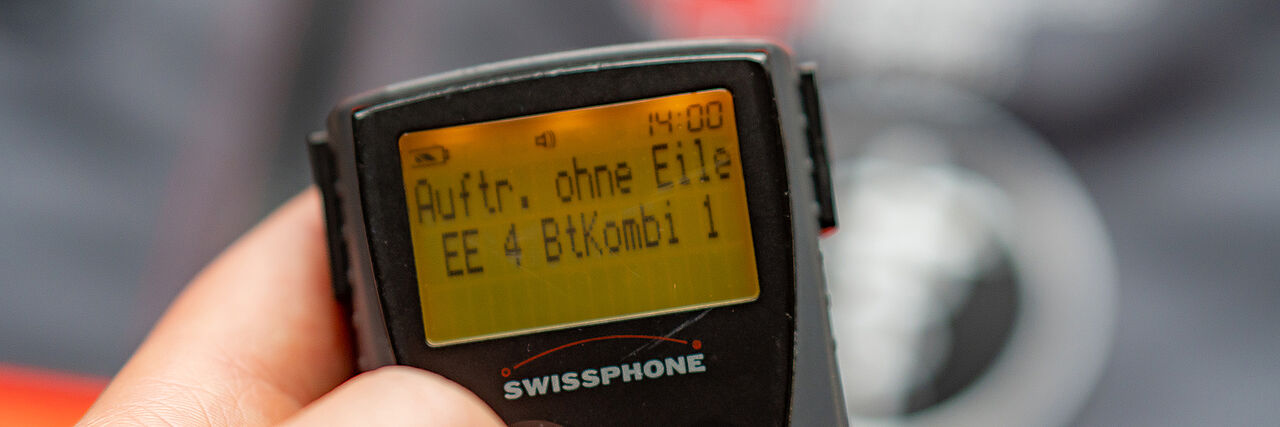 14:00
Auftr. ohne Eile
EE 4 BtKombi 1
SWISSPHONE